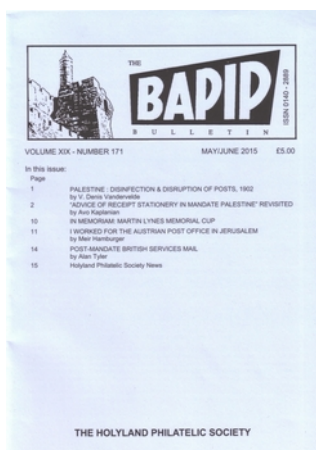 THE
BAPIP
BULLETIN
ISSN 0140 - 2889
VOLUME XIX - NUMBER 171 MAY/JUNE 2015 £5.00
In this issue:
Page
1 PALESTINE : DISINFECTION & DISRUPTION OF POSTS, 1902
by V. Denis Vandervelde
2 "ADVICE OF RECEIPT STATIONERY IN MANDATE PALESTINE" REVISITED
by Avo Kaplanian
10 IN MEMORIAM: MARTIN LYNES MEMORIAL CUP
11 I WORKED FOR THE AUSTRIAN POST OFFICE IN JERUSALEM
by Meir Hamburger
14 POST-MANDATE BRITISH SERVICES MAIL
by Alan Tyler
15 Holyland Philatelic Society News
THE HOLYLAND PHILATELIC SOCIETY